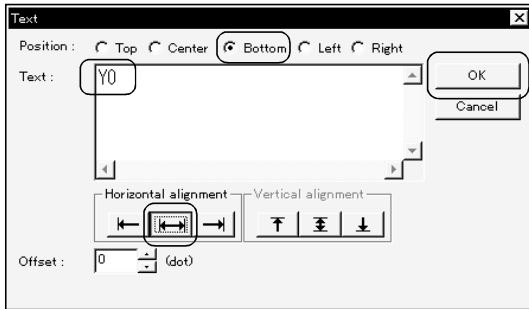 Text
Position : Top Center Bottom Left Right
Text : Y0
OK
Cancel
Horizontal alignment Vertical alignment
Offset : 0 (dot)